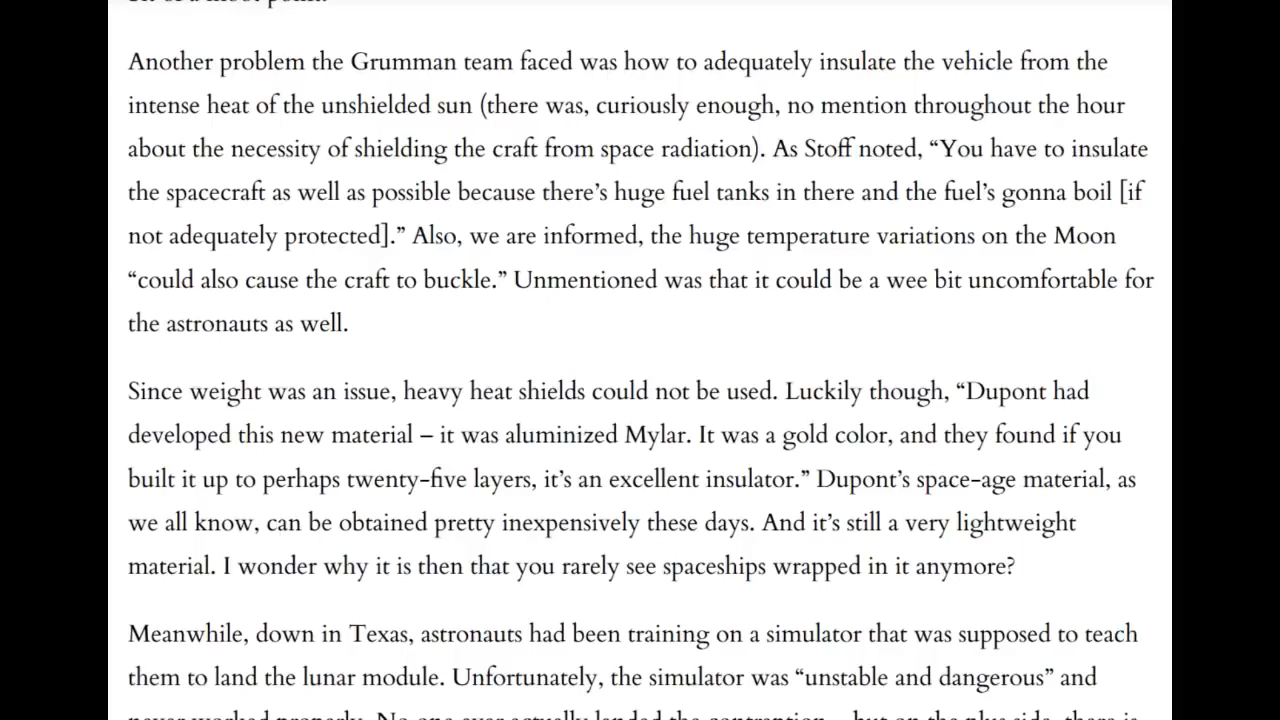 Another problem the Grumman team faced was how to adequately insulate the vehicle from the
intense heat of the unshielded sun (there was, curiously enough, no mention throughout the hour
about the necessity of shielding the craft from space radiation). As Stoff noted, “You have to insulate
the spacecraft as well as possible because there’s huge fuel tanks in there and the fuel’s gonna boil [if
not adequately protected].” Also, we are informed, the huge temperature variations on the Moon
“could also cause the craft to buckle.” Unmentioned was that it could be a wee bit uncomfortable for
the astronauts as well.
Since weight was an issue, heavy heat shields could not be used. Luckily though, “Dupont had
developed this new material – it was aluminized Mylar. It was a gold color, and they found if you
built it up to perhaps twenty-five layers, it’s an excellent insulator.” Dupont’s space-age material, as
we all know, can be obtained pretty inexpensively these days. And it’s still a very lightweight
material. I wonder why it is then that you rarely see spaceships wrapped in it anymore?
Meanwhile, down in Texas, astronauts had been training on a simulator that was supposed to teach
them to land the lunar module. Unfortunately, the simulator was “unstable and dangerous” and